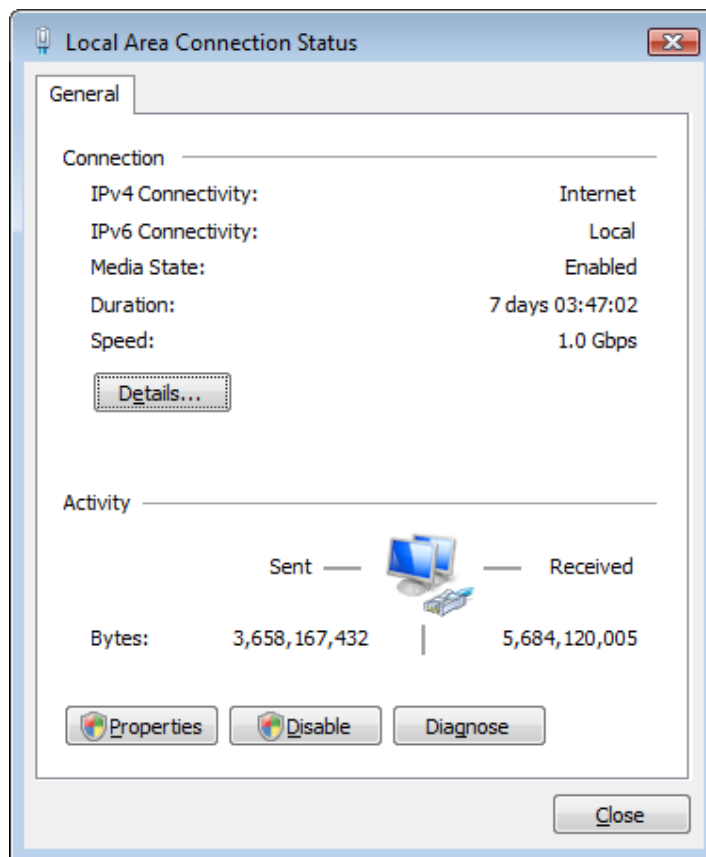 Local Area Connection Status
General
Connection
IPv4 Connectivity: Internet
IPv6 Connectivity: Local
Media State: Enabled
Duration: 7 days 03:47:02
Speed: 1.0 Gbps
Details...
Activity
Sent Received
Bytes: 3,658,167,432 5,684,120,005
Properties Disable Diagnose
Close